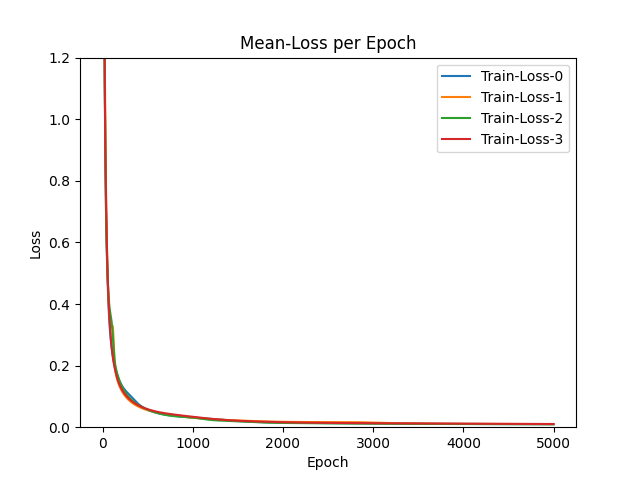 Mean-Loss per Epoch
1.2
1.0
0.8
0.6
0.4
0.2
0.0
Loss
Train-Loss-0
Train-Loss-1
Train-Loss-2
Train-Loss-3
0 1000 2000 3000 4000 5000
Epoch